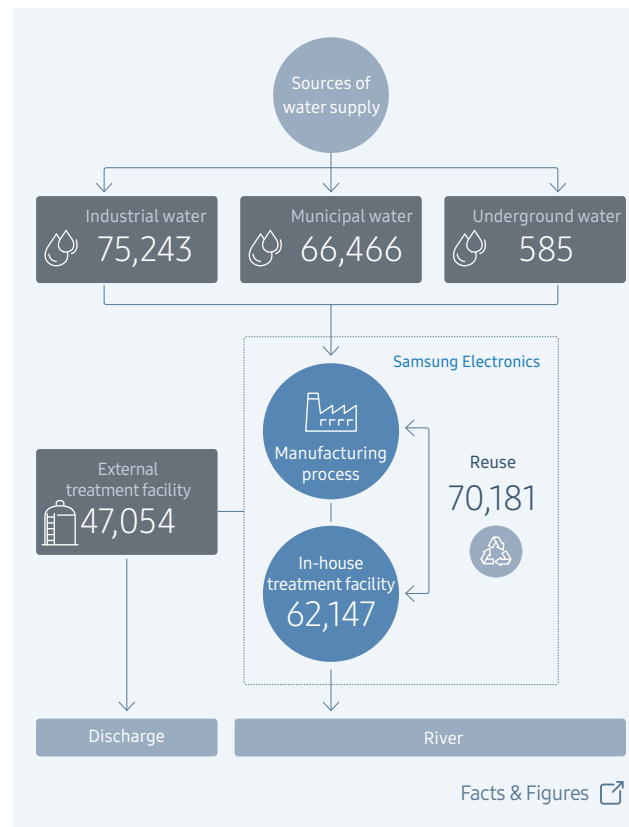 Sources of
water supply
Industrial water
75,243
Municipal water
66,466
Underground water
585
Samsung Electronics
Manufacturing
process
Reuse
70,181
External
treatment facility
47,054
In-house
treatment facility
62,147
Discharge
River
Facts & Figures